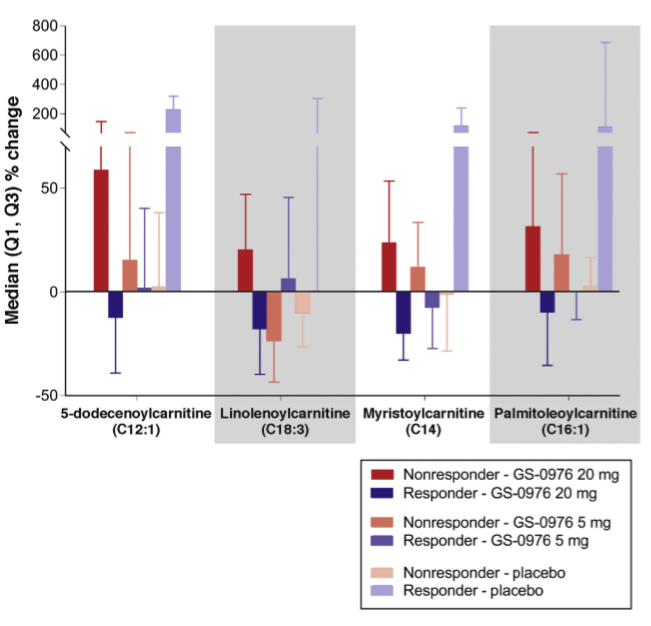 Median (Q1, Q3) % change
800
600
400
200
50
0
-50
5-dodecenoylcarnitine
(C12:1)
Linolenoylcarnitine
(C18:3)
Myristoylcarnitine
(C14)
Palmitoleoylcarnitine
(C16:1)
Nonresponder - GS-0976 20 mg
Responder - GS-0976 20 mg
Nonresponder - GS-0976 5 mg
Responder - GS-0976 5 mg
Nonresponder - placebo
Responder - placebo